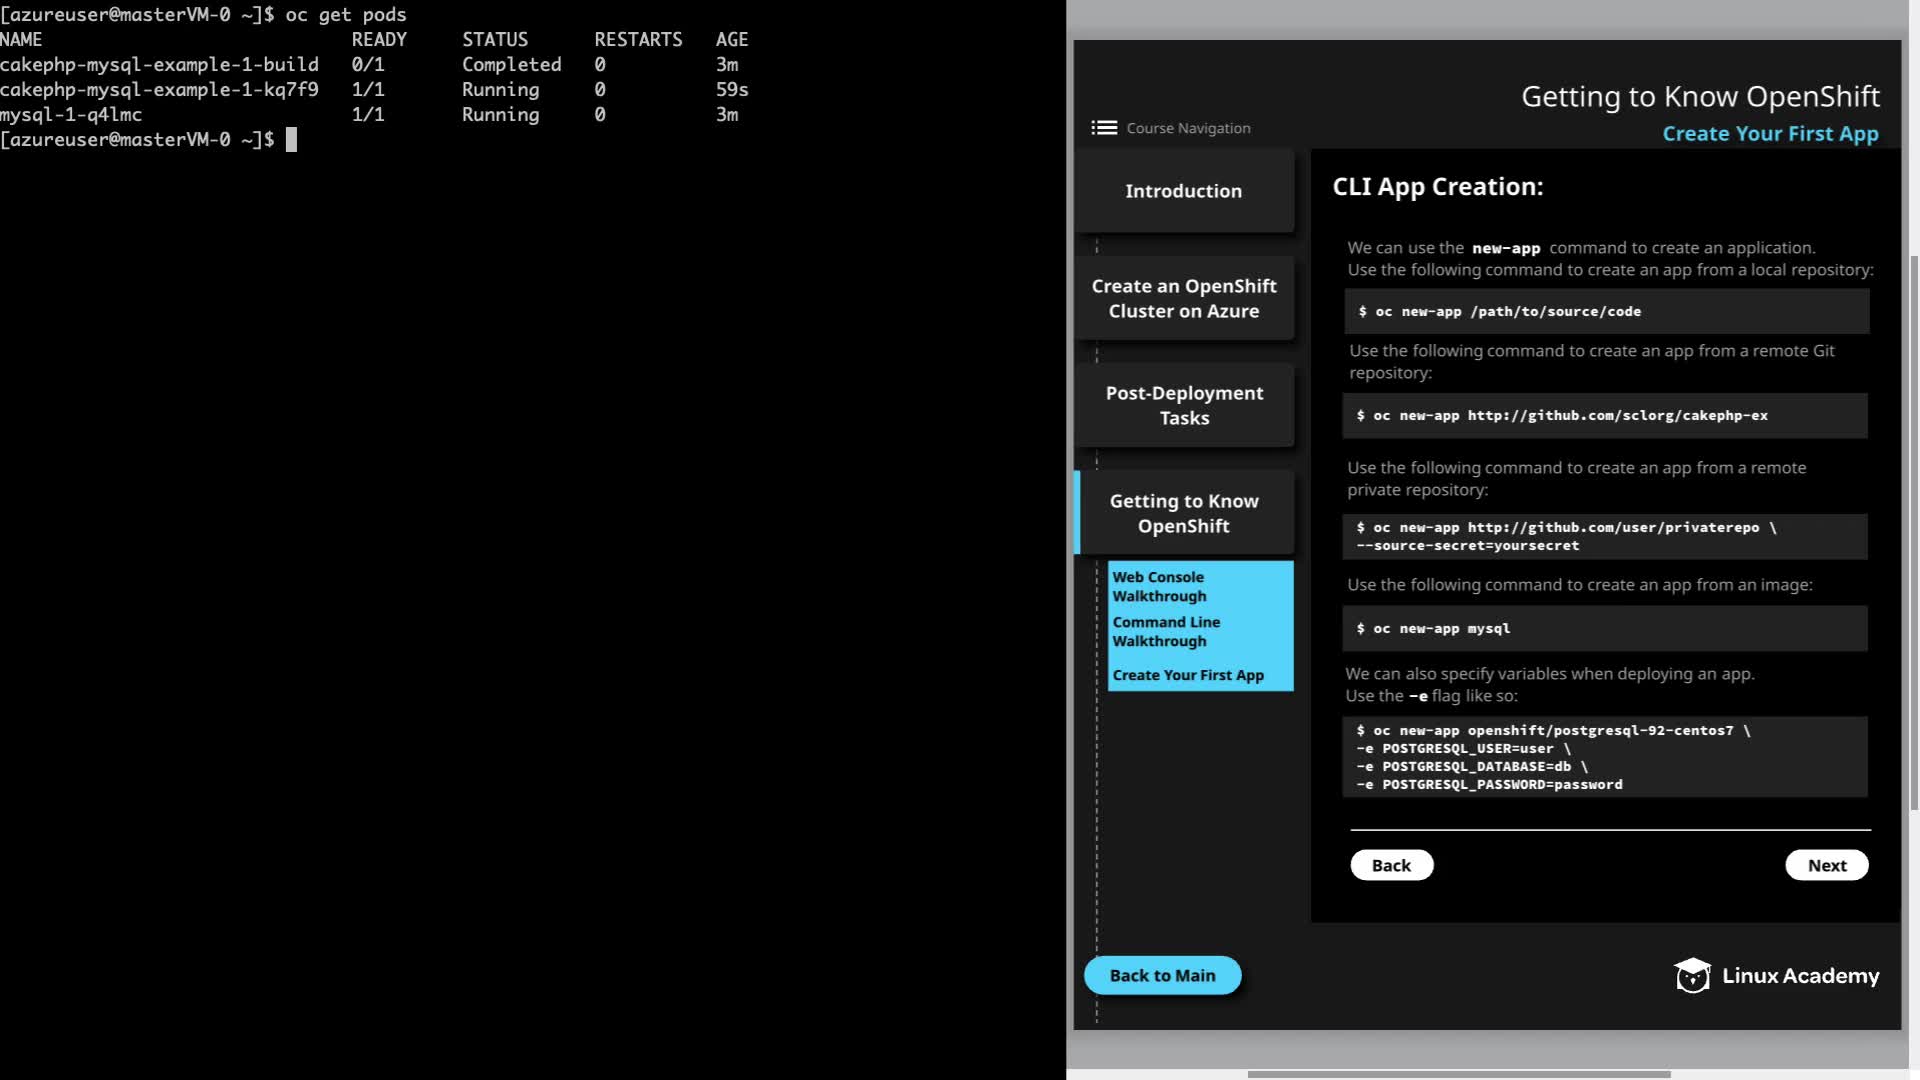 [azureuser@masterVM-0 ~]$ oc get pods
NAME READY STATUS RESTARTS AGE
cakephp-mysql-example-1-build 0/1 Completed 0 3m
cakephp-mysql-example-1-kq7f9 1/1 Running 0 59s
mysql-1-q4lmc 1/1 Running 0 3m
[azureuser@masterVM-0 ~]$
Getting to Know OpenShift
Create Your First App
Course Navigation
Introduction
Create an OpenShift
Cluster on Azure
Post-Deployment
Tasks
Getting to Know
OpenShift
Web Console
Walkthrough
Command Line
Walkthrough
Create Your First App
Back to Main
CLI App Creation:
We can use the new-app command to create an application.
Use the following command to create an app from a local repository:
$ oc new-app /path/to/source/code
Use the following command to create an app from a remote Git
repository:
$ oc new-app http://github.com/sclorg/cakephp-ex
Use the following command to create an app from a remote
private repository:
$ oc new-app http://github.com/user/privaterepo \
--source-secret=yoursecret
Use the following command to create an app from an image:
$ oc new-app mysql
We can also specify variables when deploying an app.
Use the -e flag like so:
$ oc new-app openshift/postgresql-92-centos7 \
-e POSTGRESQL_USER=user \
-e POSTGRESQL_DATABASE=db \
-e POSTGRESQL_PASSWORD=password
Back
Next
Linux Academy